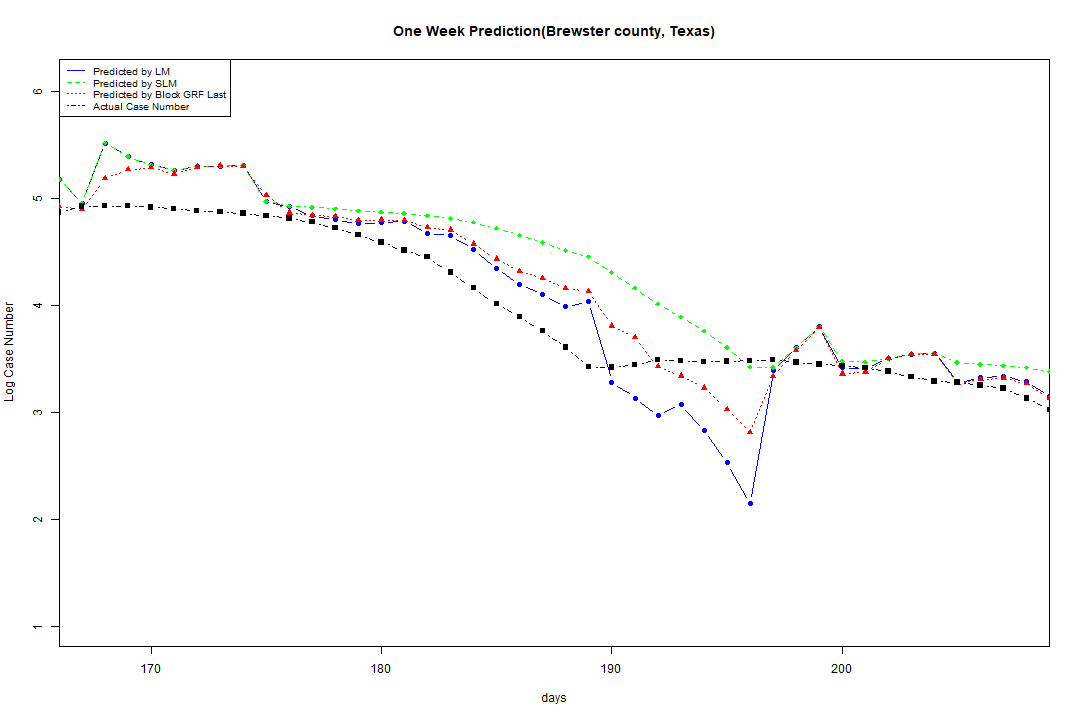 One Week Prediction(Brewster county, Texas)
Predicted by LM
Predicted by SLM
Predicted by Block GRF Last
Actual Case Number
6
5
4
3
2
1
Log Case Number
170 180 190 200
days